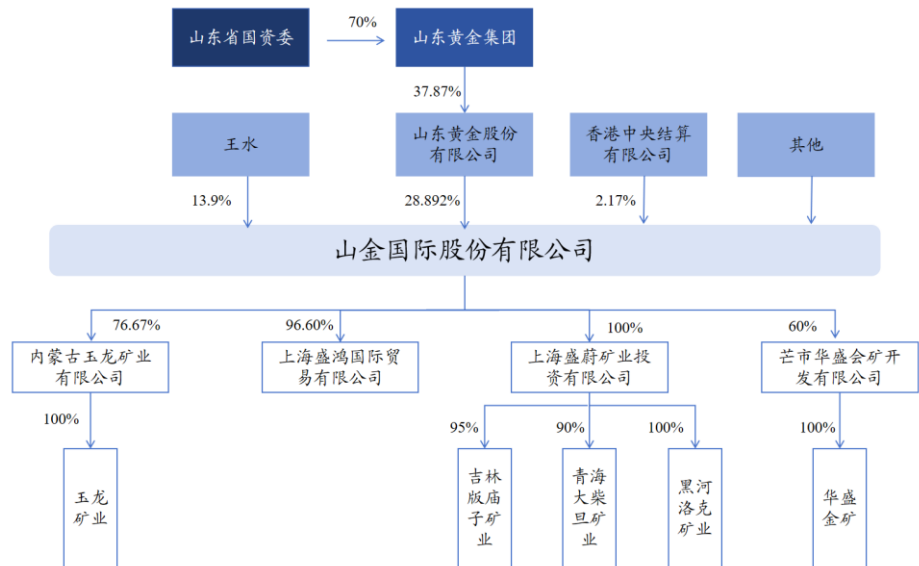 山东省国资委
70%
山东黄金集团
37.87%
王水
山东黄金股份
有限公司
香港中央结算
有限公司
其他
13.9%
28.892%
2.17%
山金国际股份有限公司
76.67%
96.60%
100%
60%
内蒙古玉龙矿业
有限公司
上海盛鸿国际贸
易有限公司
上海盛蔚矿业投
资有限公司
芒市华盛会矿开
发有限公司
100%
95%
90%
100%
100%
玉龙
矿业
吉林
版庙
子矿
业
青海
大柴
旦矿
业
黑河
洛克
矿业
华盛
金矿